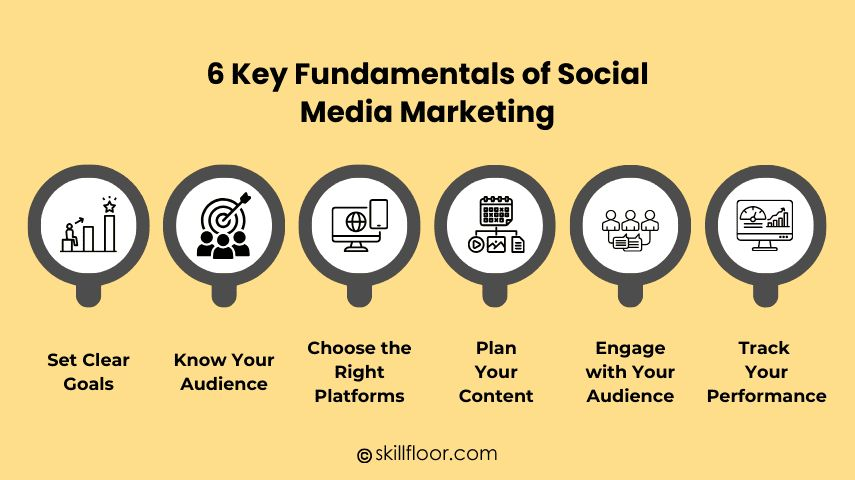 6 Key Fundamentals of Social
Media Marketing
Set Clear
Goals
Know Your
Audience
Choose the
Right
Platforms
Plan
Your
Content
Engage
with Your
Audience
Track
Your
Performance
©skillfloor.com